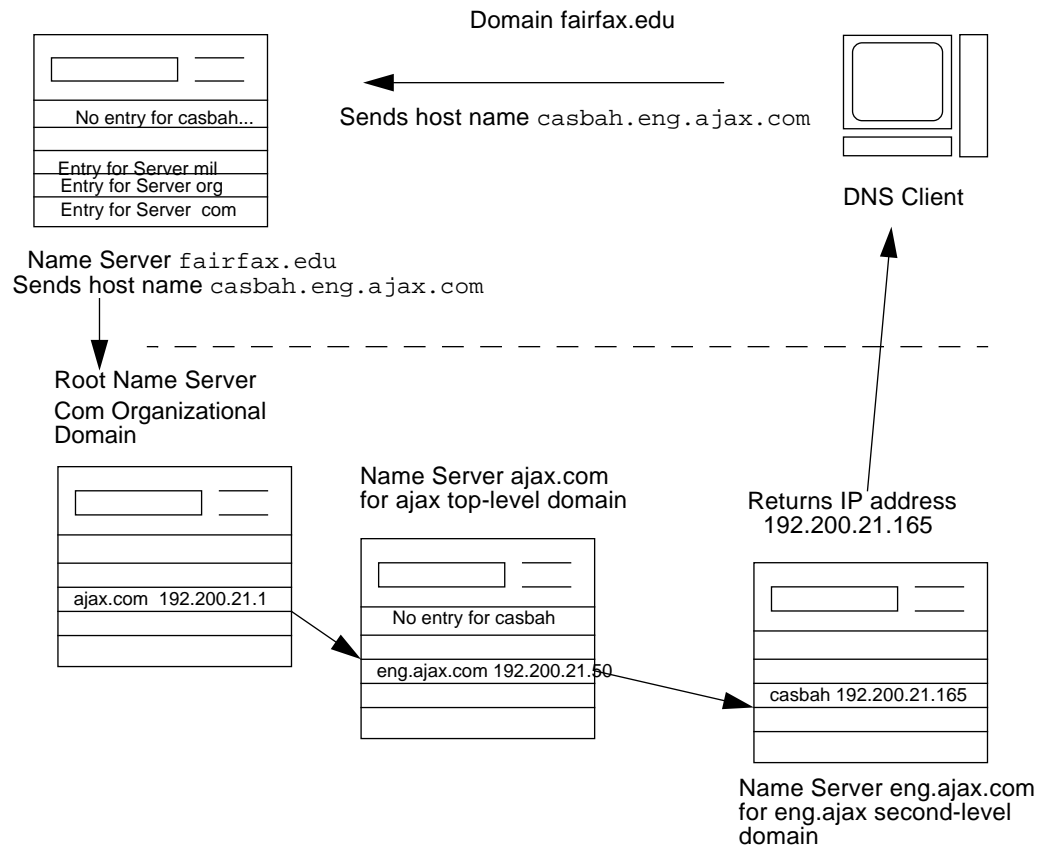 Domain fairfax.edu
Sends host name casbah.eng.ajax.com
No entry for casbah...
Entry for Server mil
Entry for Server org
Entry for Server  com
DNS Client
Name Server fairfax.edu
Sends host name casbah.eng.ajax.com
Root Name Server
Com Organizational
Domain
ajax.com  192.200.21.1
Name Server ajax.com
for ajax top-level domain
No entry for casbah
eng.ajax.com 192.200.21.50
Returns IP address
192.200.21.165
casbah 192.200.21.165
Name Server eng.ajax.com
for eng.ajax second-level
domain